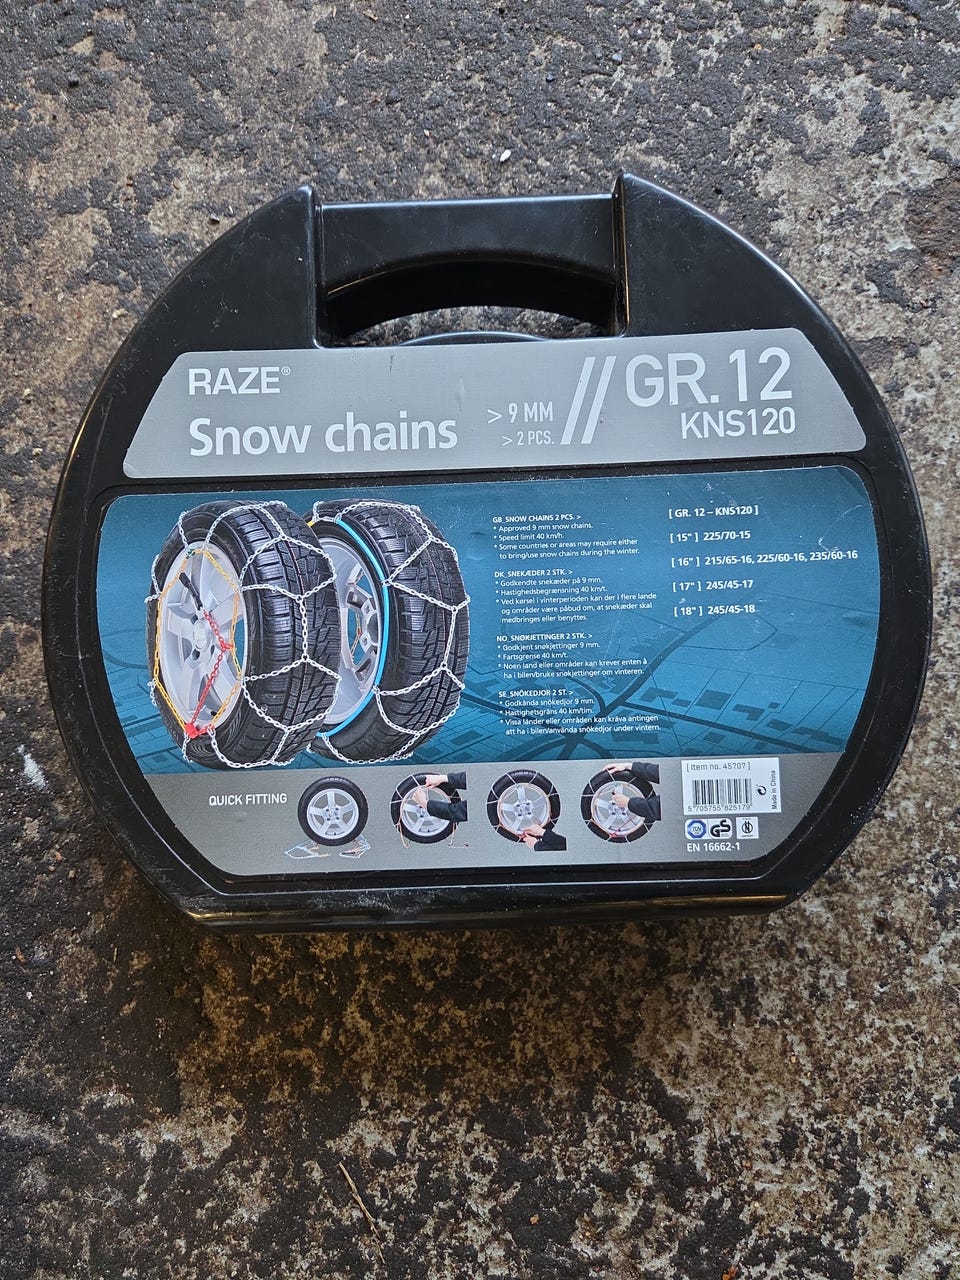 RAZE®
Snow chains
> 9 MM
> 2 PCS.
GR. 12
KNS120
GB_SNOW CHAINS 2 PCS. >
* Approved 9 mm snow chains.
* Speed limit 40 km/h.
* Some countries or areas may require either
to bring/use snow chains during the winter.
DK_SNEKÆDER 2 STK. >
* Godkendte snekæder på 9 mm.
* Hastighedsbegrænsning 40 km/t.
* Ved kørsel i vinterperioden kan der i flere lande
og områder være påbud om, at snekæder skal
medbringes eller benyttes.
NO_SNØKJETTINGER 2 STK. >
* Godkjent snøkjettinger 9 mm.
* Fartsgrense 40 km/t.
* Noen land eller områder kan krever enten å
ha i bilen/bruke snøkjettinger om vinteren.
SE_SNÖKEDJOR 2 ST. >
* Godkända snökedjor 9 mm.
* Hastighetsgräns 40 km/tim.
* Vissa länder eller områden kan kräva antingen
att ha i bilen/använda snökedjor under vintern.
[ GR. 12 – KNS120 ]
[ 15" ] 225/70-15
[ 16" ] 215/65-16, 225/60-16, 235/60-16
[ 17" ] 245/45-17
[ 18" ] 245/45-18
QUICK FITTING
[ Item no. 45707 ]
5 705755 825179
Made in China
TÜV
GS
EN 16662-1